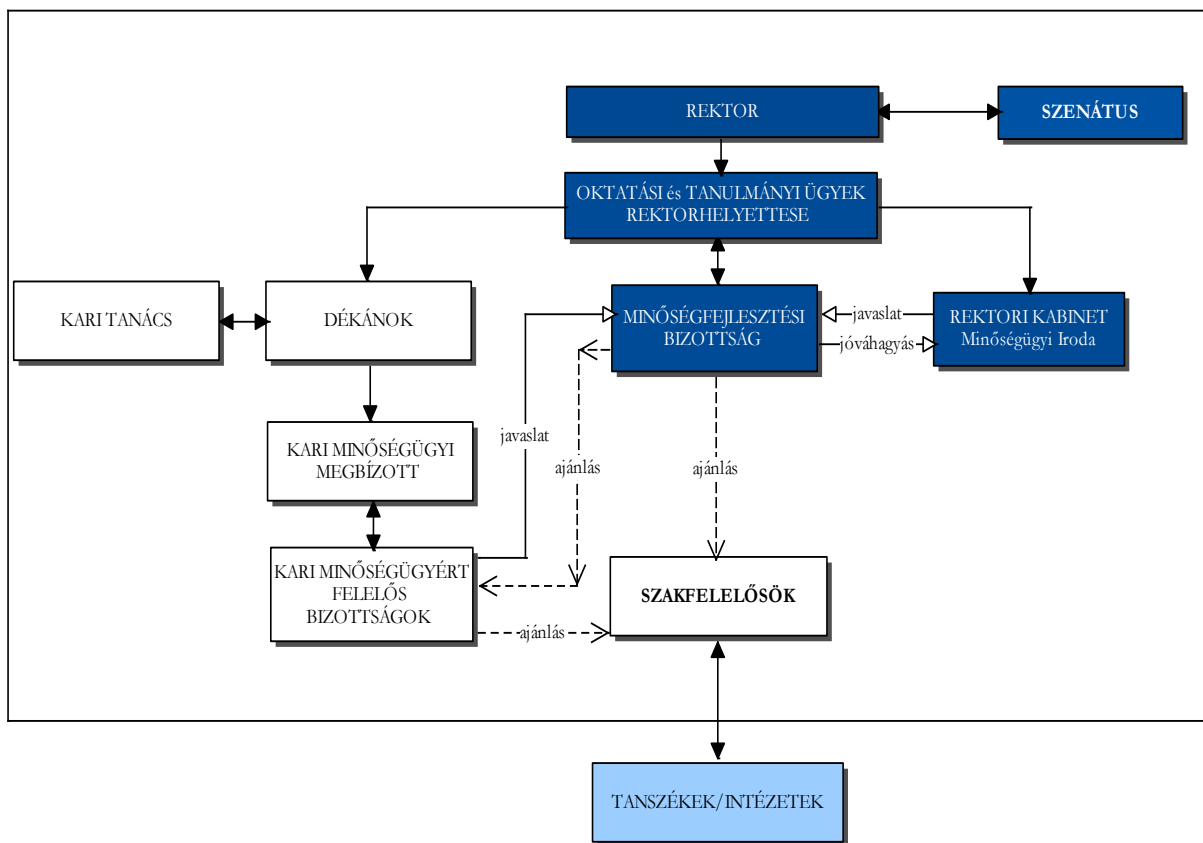 REKTOR
SZENÁTUS
OKTATÁSI és TANULMÁNYI ÜGYEK
REKTORHELYETTESE
KARI TANÁCS
DÉKÁNOK
MINŐSÉGFEJLESZTÉSI
BIZOTTSÁG
javaslat
jóváhagyás
REKTORI KABINET
Minőségügyi Iroda
KARI MINŐSÉGÜGYI
MEGBÍZOTT
javaslat
ajánlás
ajánlás
KARI MINŐSÉGÜGYÉRT
FELELŐS
BIZOTTSÁGOK
ajánlás
SZAKFELELŐSÖK
TANSZÉKEK/INTÉZETEK